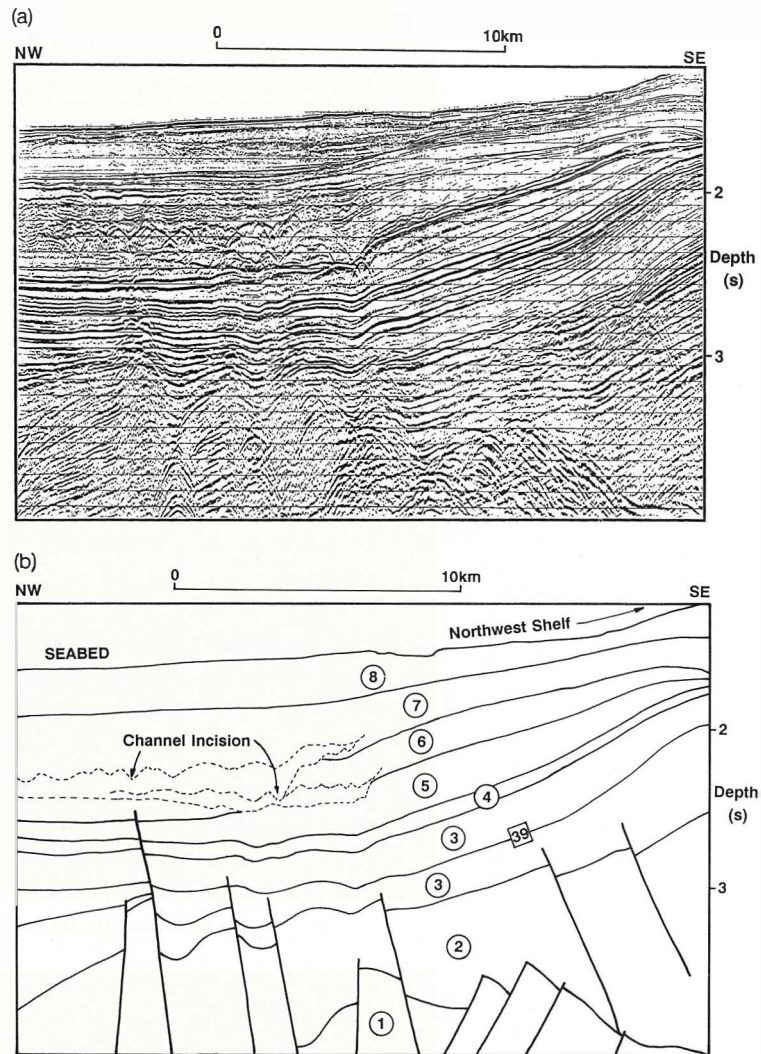 (a)
0 10km
NW SE
2
Depth
(s)
3
(b)
0 10km
NW SE
Northwest Shelf
SEABED
8
7
Channel Incision
6
2
5
4
Depth
(s)
3
39
3
3
2
1